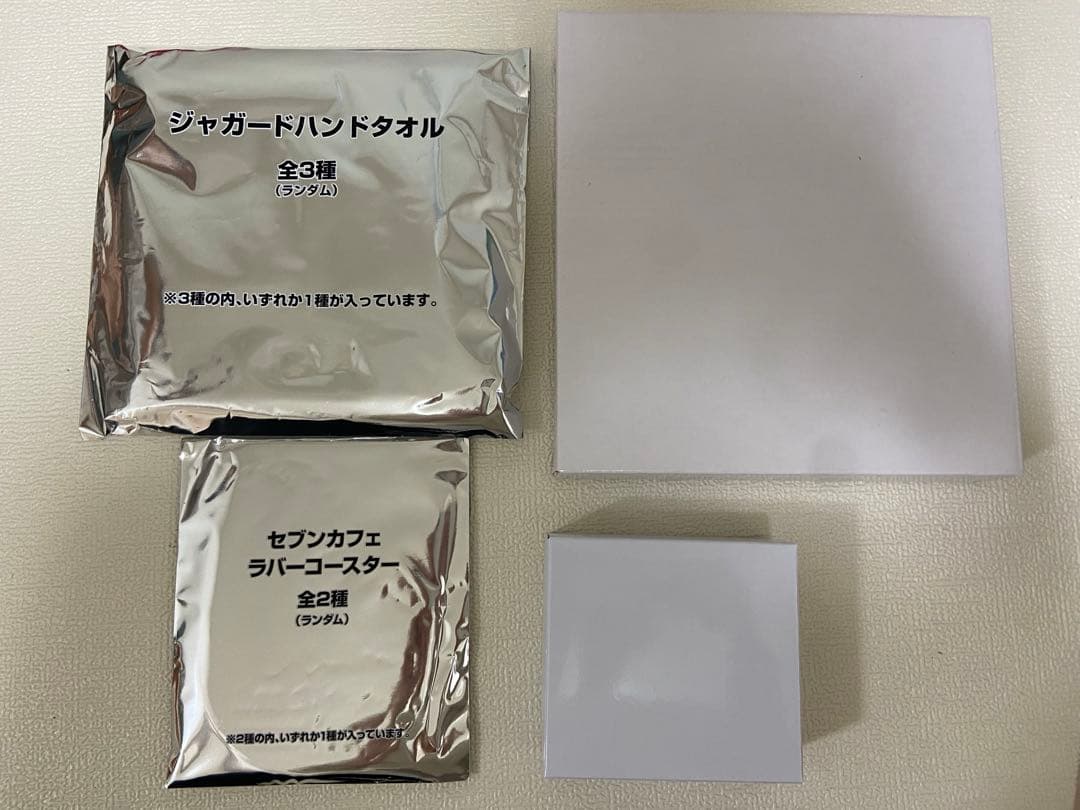 ジャガードハンドタオル
全3種
(ランダム)
※3種の内、いずれか1種が入っています。
セブンカフェ
ラバーコースター
全2種
(ランダム)
※2種の内、いずれか1種が入っています。